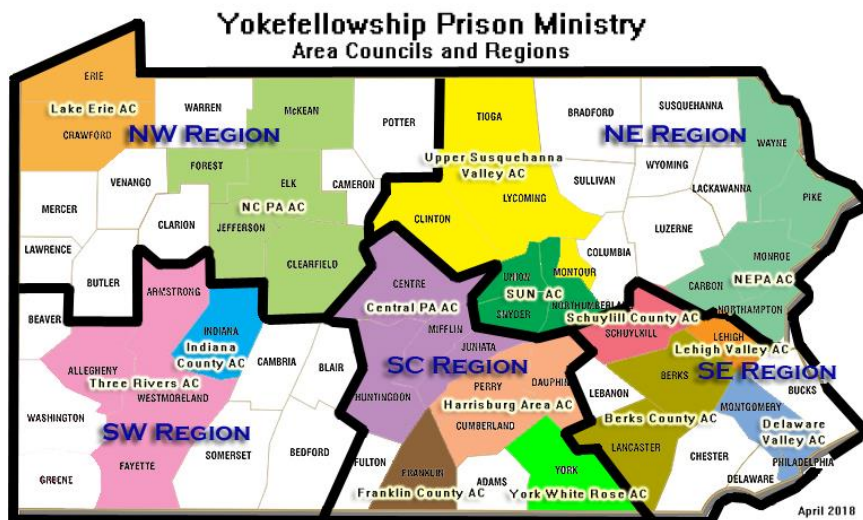 Yokefellowship Prison Ministry
Area Councils and Regions
ERIE
Lake Erie AC
CRAWFORD
WARREN
McKEAN
POTTER
NW REGION
FOREST
VENANGO
ELK
CAMERON
NC PA AC
MERCER
CLARION
JEFFERSON
LAWRENCE
CLEARFIELD
BUTLER
TIOGA
BRADFORD
SUSQUEHANNA
NE REGION
WAYNE
Upper Susquehanna
Valley AC
WYOMING
SULLIVAN
LACKAWANNA
LYCOMING
PIKE
CLINTON
LUZERNE
COLUMBIA
MONROE
UNION
MONTOUR
NEPA AC
CARBON
SUN AC
NORTHUMBERLAND
SNYDER
NORTHAMPTON
ARMSTRONG
BEAVER
INDIANA
Indiana
County AC
ALLEGHENY
Three Rivers AC
CAMBRIA
BLAIR
WESTMORELAND
WASHINGTON
SW REGION
SOMERSET
BEDFORD
FAYETTE
GREENE
CENTRE
Central PA AC
MIFFLIN
JUNIATA
SC REGION
HUNTINGDON
PERRY
DAUPHIN
Harrisburg Area AC
CUMBERLAND
FULTON
FRANKLIN
Franklin County AC
ADAMS
YORK
York White Rose AC
Schuylill County AC
SCHUYLKILL
LEHIGH
Lehigh Valley AC
BERKS
SE REGION
LEBANON
BUCKS
MONTGOMERY
Berks County AC
Delaware
Valley AC
LANCASTER
CHESTER
PHILADELPHIA
DELAWARE
April 2018